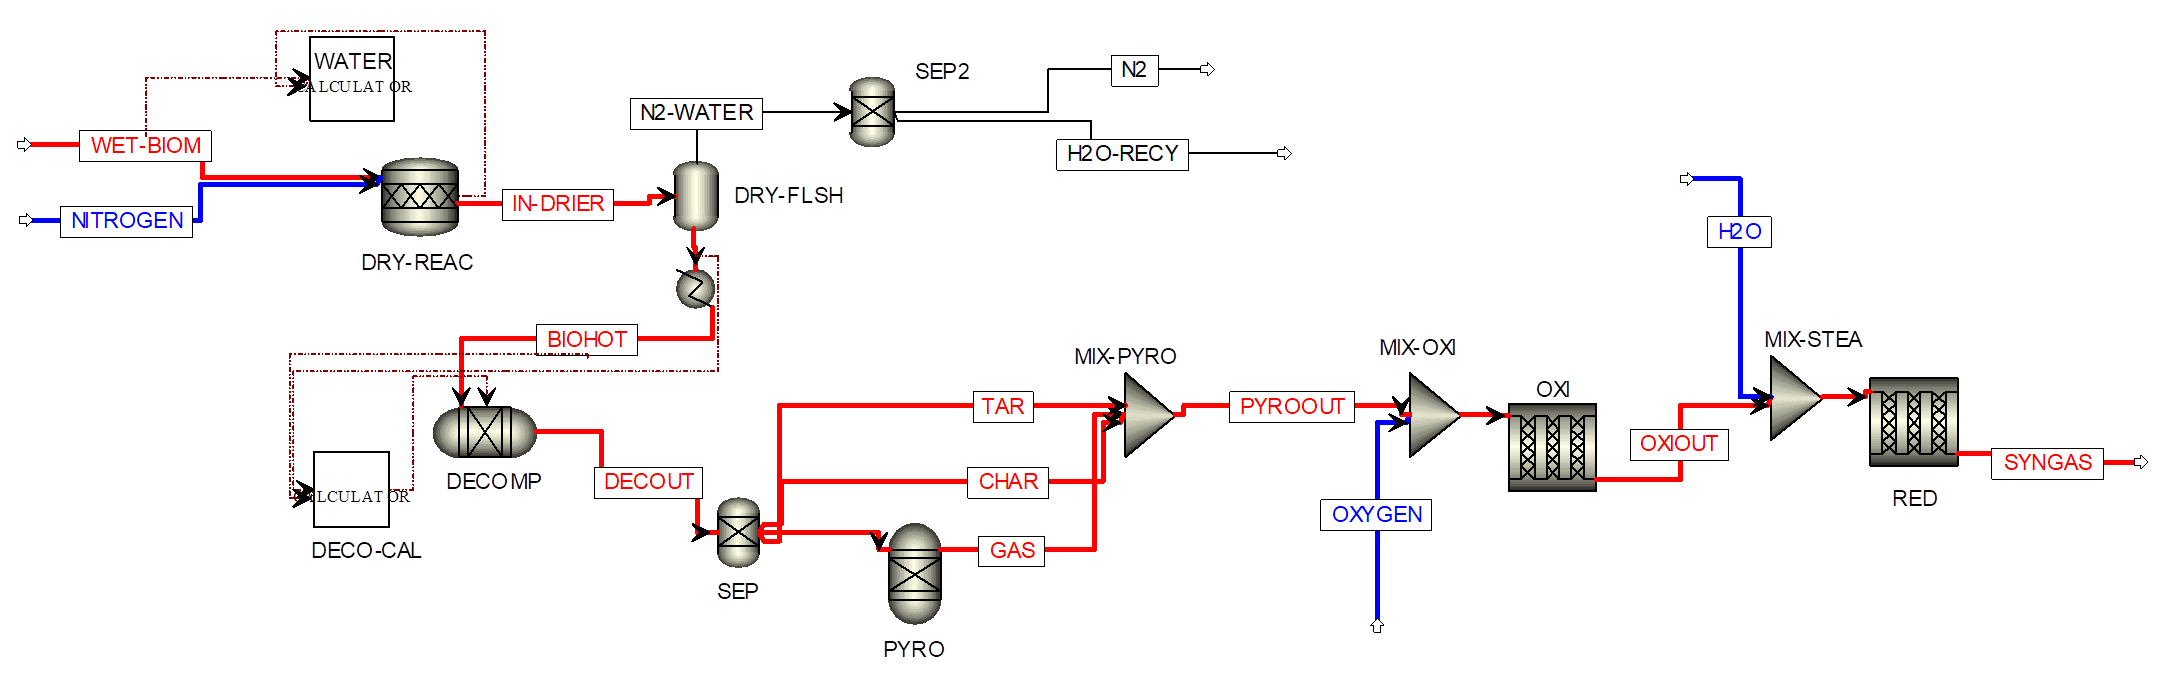 WATER
CALCULATOR
SEP2
N2
N2-WATER
WET-BIOM
H2O-RECY
IN-DRIER
DRY-FLSH
NITROGEN
H2O
DRY-REAC
BIOHOT
MIX-STEA
MIX-OXI
MIX-PYRO
OXI
TAR
PYROOUT
OXIOUT
SYNGAS
DECOMP
DECOUT
CHAR
LCULATOR
RED
OXYGEN
DECO-CAL
GAS
SEP
PYRO